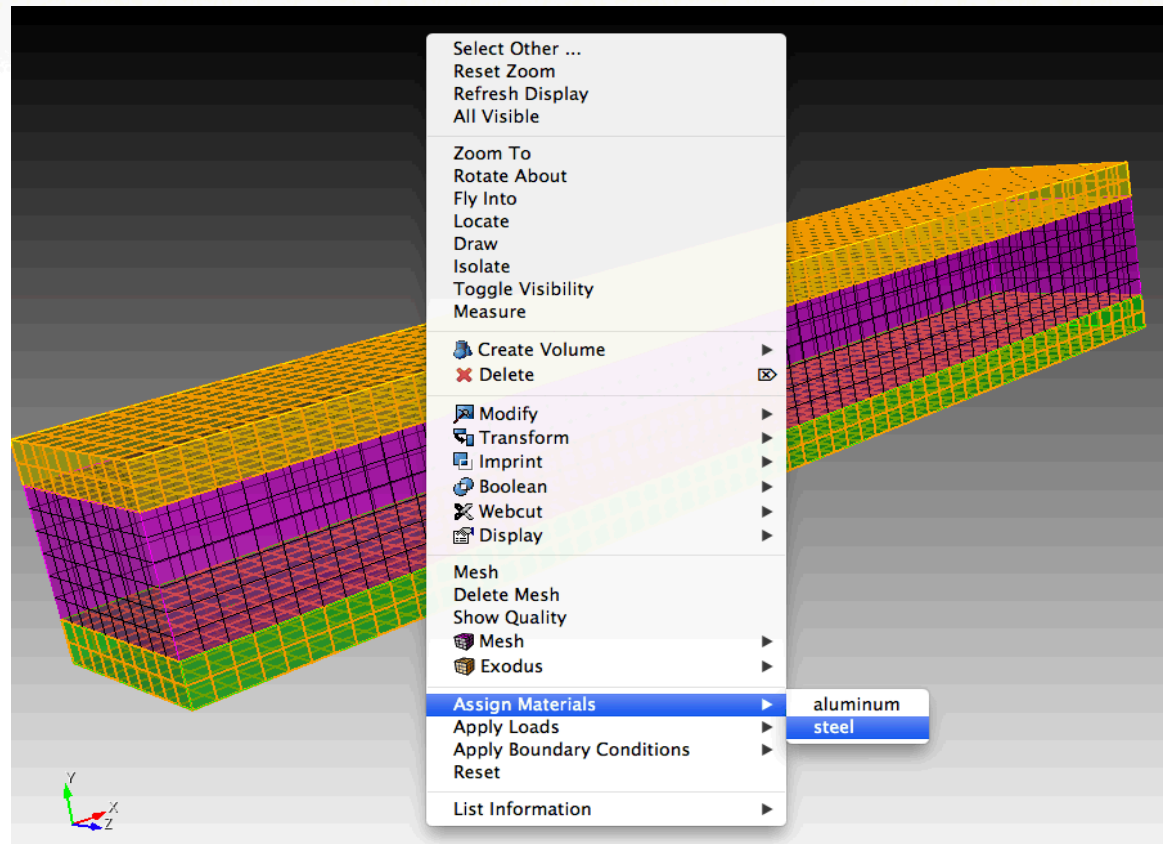 Select Other ...
Reset Zoom
Refresh Display
All Visible
Zoom To
Rotate About
Fly Into
Locate
Draw
Isolate
Toggle Visibility
Measure
Create Volume
Delete
Modify
Transform
Imprint
Boolean
Webcut
Display
Mesh
Delete Mesh
Show Quality
Mesh
Exodus
Assign Materials
aluminum
Apply Loads
steel
Apply Boundary Conditions
Reset
List Information
Y
X
Z